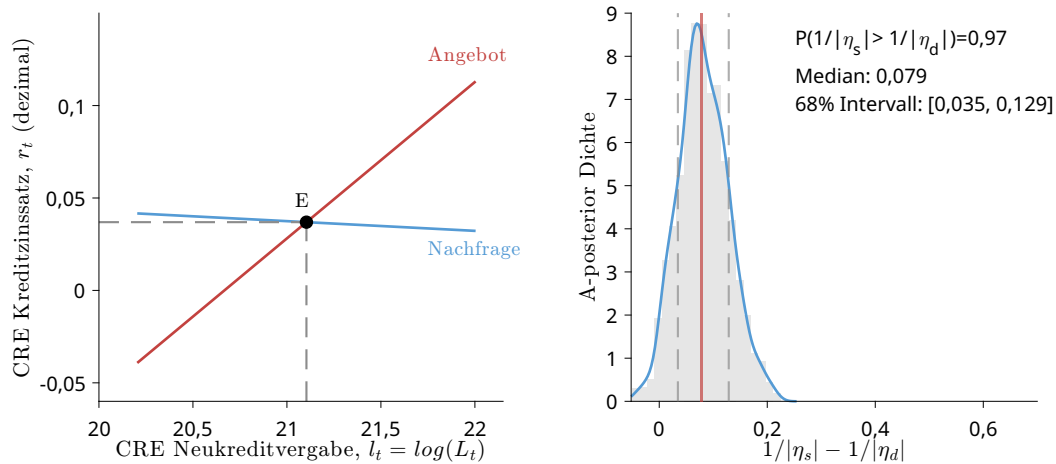 CRE Kreditzinssatz, r_t (dezimal)
0,1
0,05
0
-0,05
20
20,5
21
21,5
22
CRE Neukreditvergabe, l_t = log(L_t)
Angebot
E
Nachfrage
A-posterior Dichte
9
8
7
6
5
4
3
2
1
0
0
0,2
0,4
0,6
1/|η_s| − 1/|η_d|
P(1/|η_s| > 1/|η_d|)=0,97
Median: 0,079
68% Intervall: [0,035, 0,129]